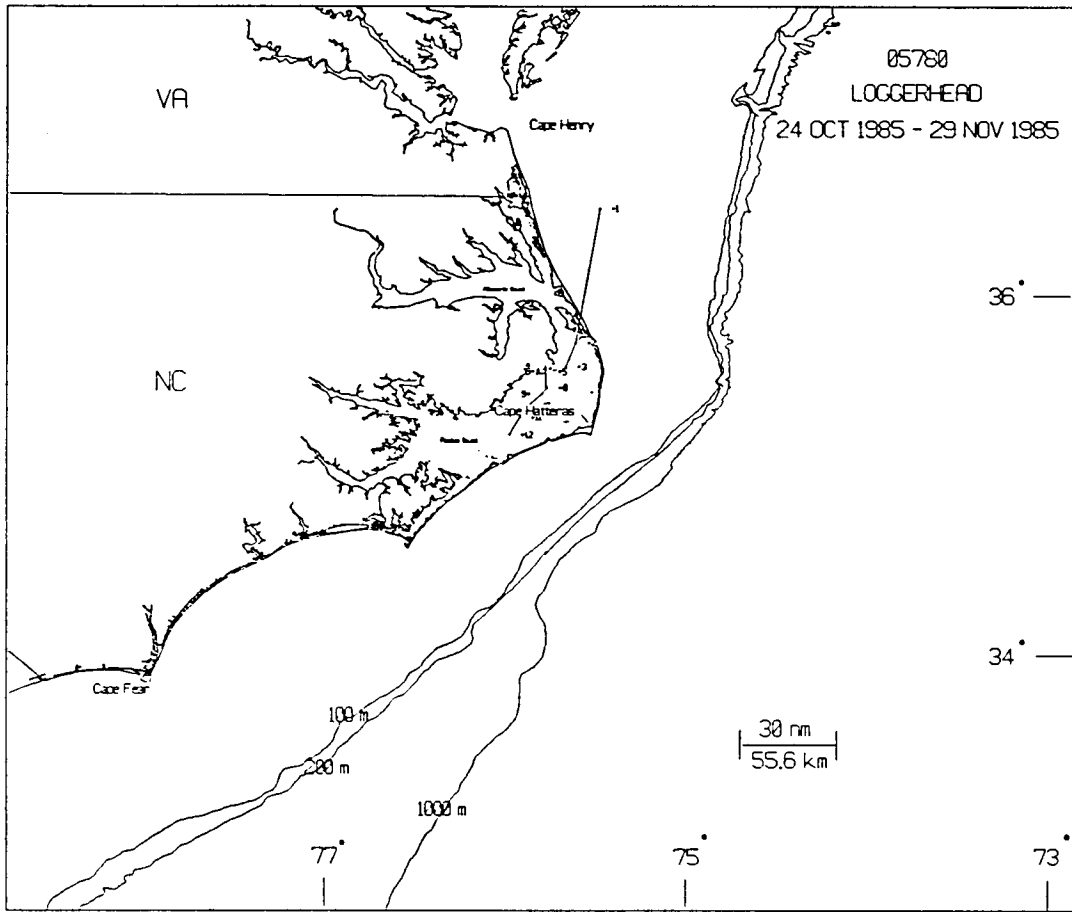 05780
LOGGERHEAD
24 OCT 1985 - 29 NOV 1985
VA
Cape Henry
36°
NC
Cape Hatteras
34°
Cape Fear
100 m
200 m
1000 m
30 nm
55.6 km
77°
75°
73°